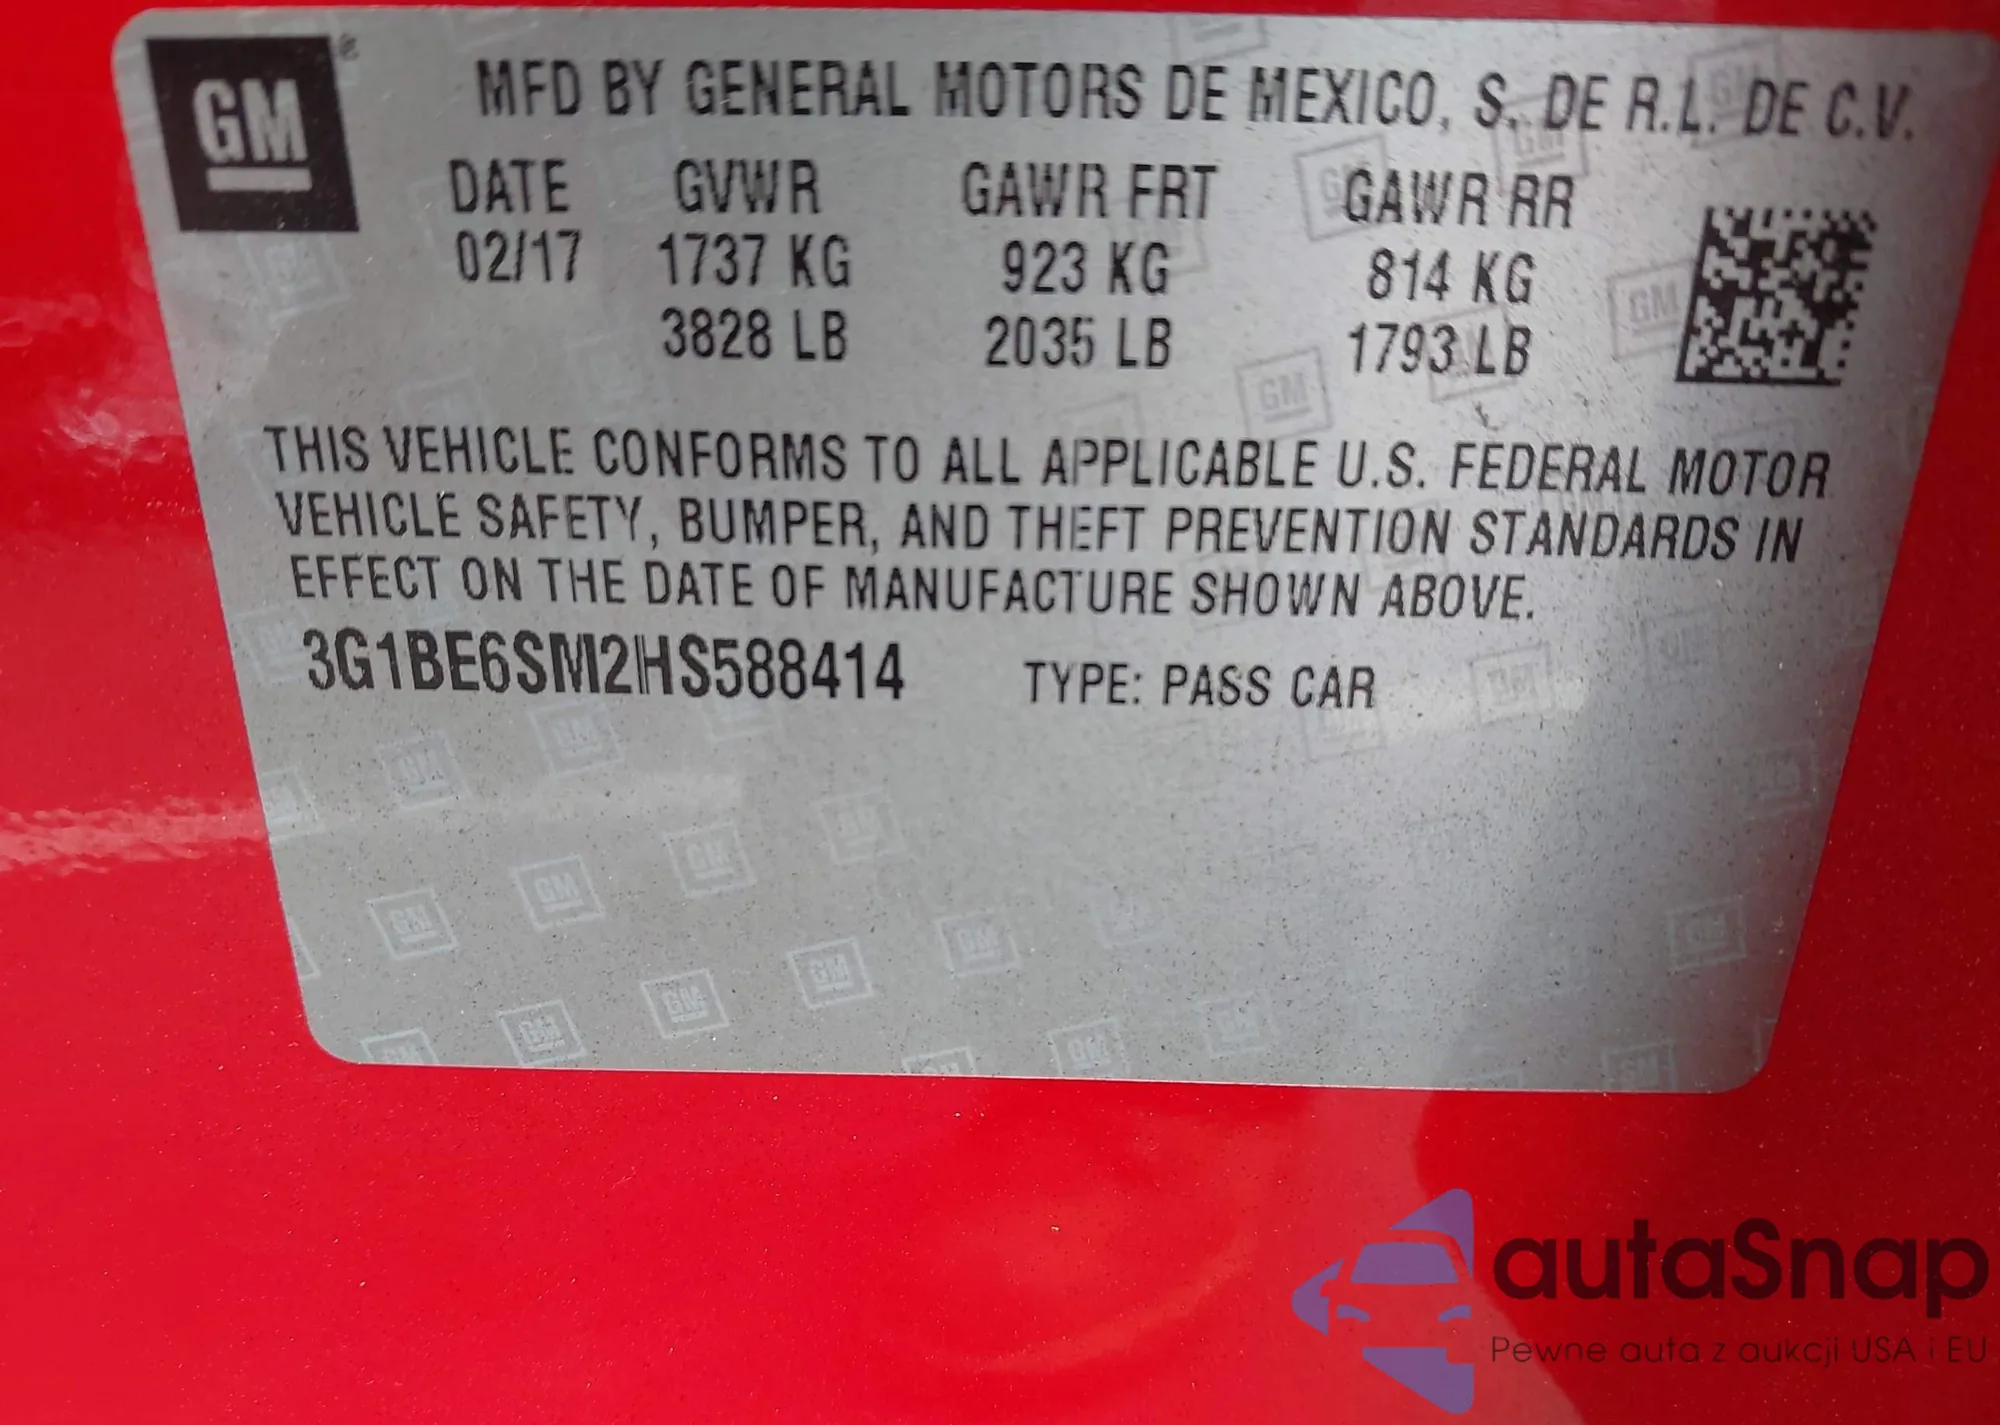 GM ®
MFD BY GENERAL MOTORS DE MEXICO, S. DE R.L. DE C.V.
DATE GVWR GAWR FRT GAWR RR
02/17 1737 KG 923 KG 814 KG
3828 LB 2035 LB 1793 LB
THIS VEHICLE CONFORMS TO ALL APPLICABLE U.S. FEDERAL MOTOR
VEHICLE SAFETY, BUMPER, AND THEFT PREVENTION STANDARDS IN
EFFECT ON THE DATE OF MANUFACTURE SHOWN ABOVE.
3G1BE6SM2HS588414 TYPE: PASS CAR
autaSnap
Pewne auta z aukcji USA i EU